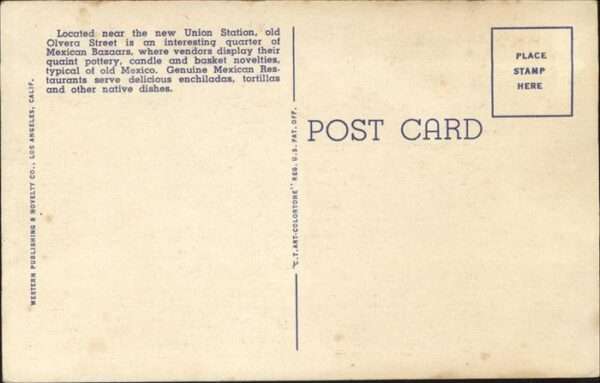 Located near the new Union Station, old
Olvera Street is an interesting quarter of
Mexican Bazaars, where vendors display their
quaint pottery, candle and basket novelties,
typical of old Mexico. Genuine Mexican Res-
taurants serve delicious enchiladas, tortillas
and other native dishes.
WESTERN PUBLISHING & NOVELTY CO., LOS ANGELES, CALIF.
"C.T. ART-COLORTONE" REG. U.S. PAT. OFF.
POST CARD
PLACE
STAMP
HERE